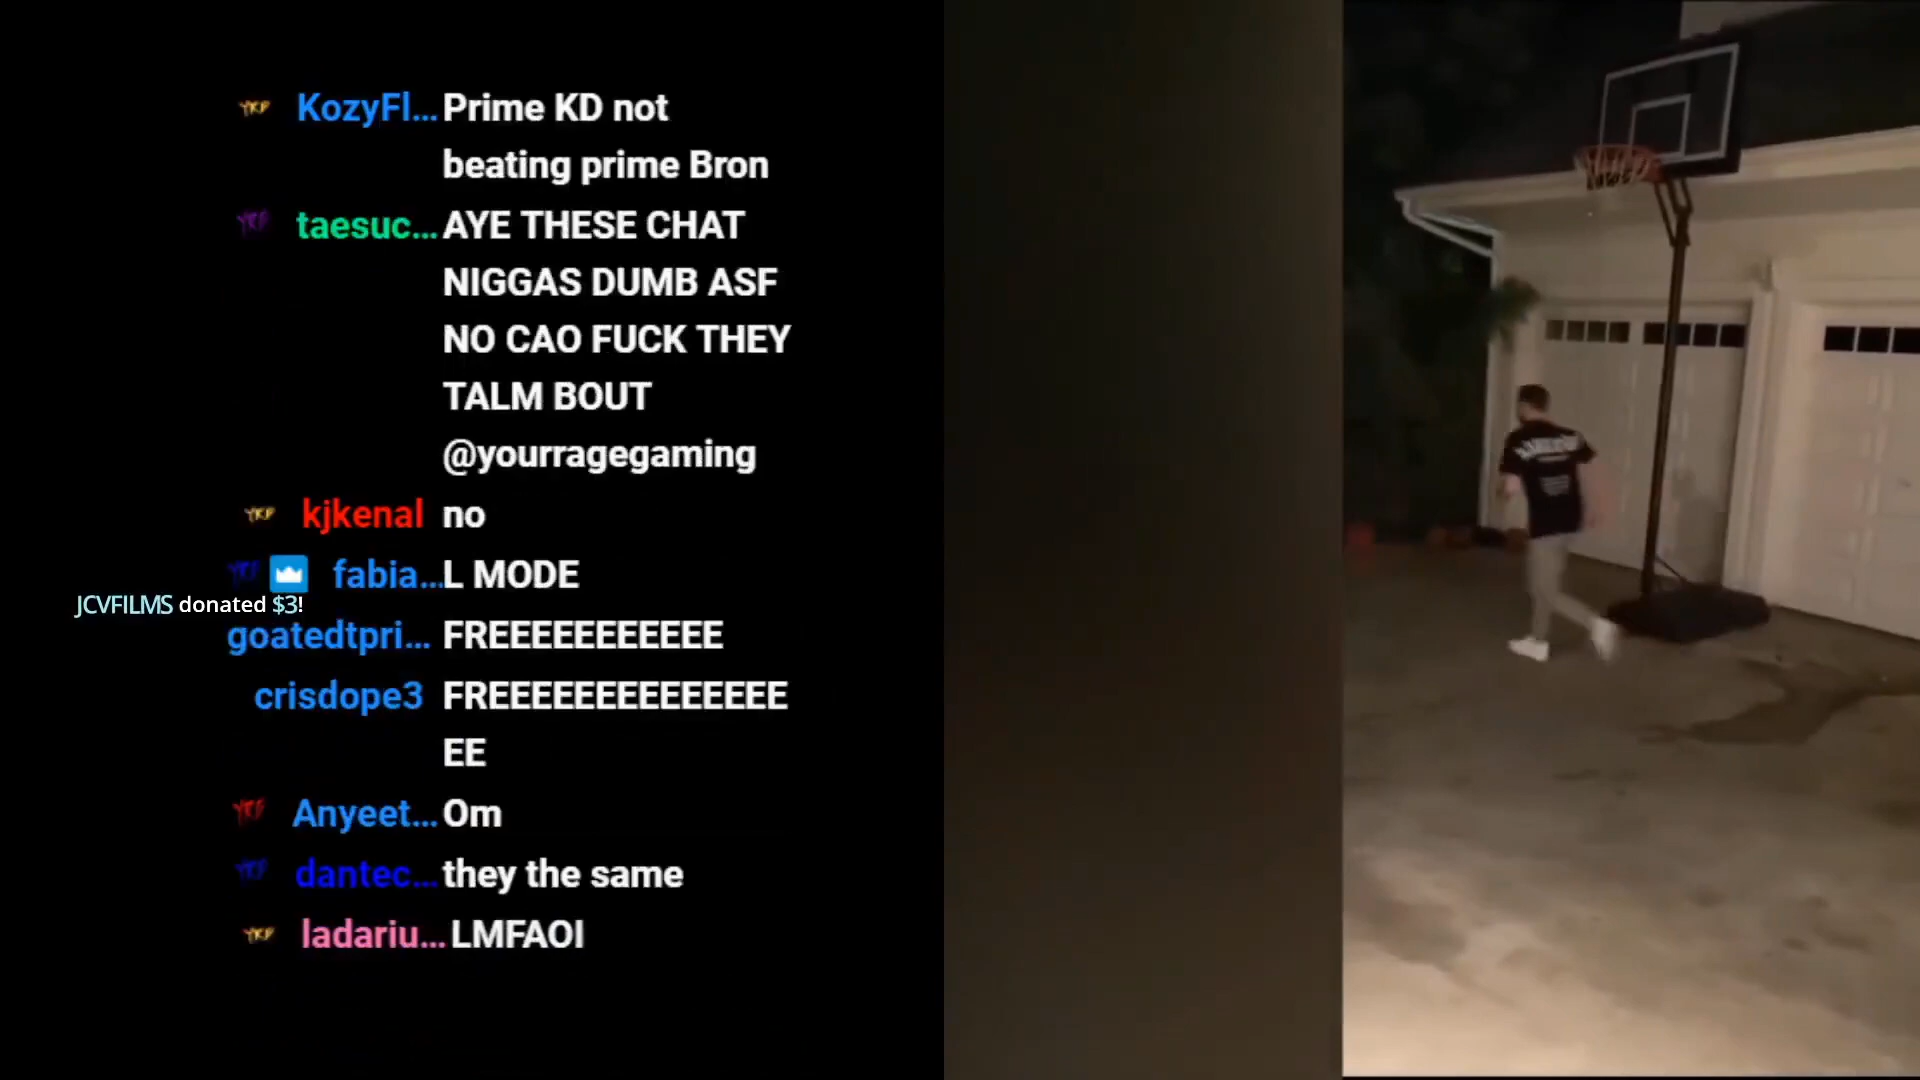 KozyFl... Prime KD not
beating prime Bron
taesuc... AYE THESE CHAT
NIGGAS DUMB ASF
NO CAO FUCK THEY
TALM BOUT
@yourragegaming
kjkenal no
fabia... L MODE
JCVFILMS donated $3!
goatedtpri... FREEEEEEEEEEE
crisdope3 FREEEEEEEEEEEEEE
EE
Anyeet... Om
dantec... they the same
ladariu... LMFAOI